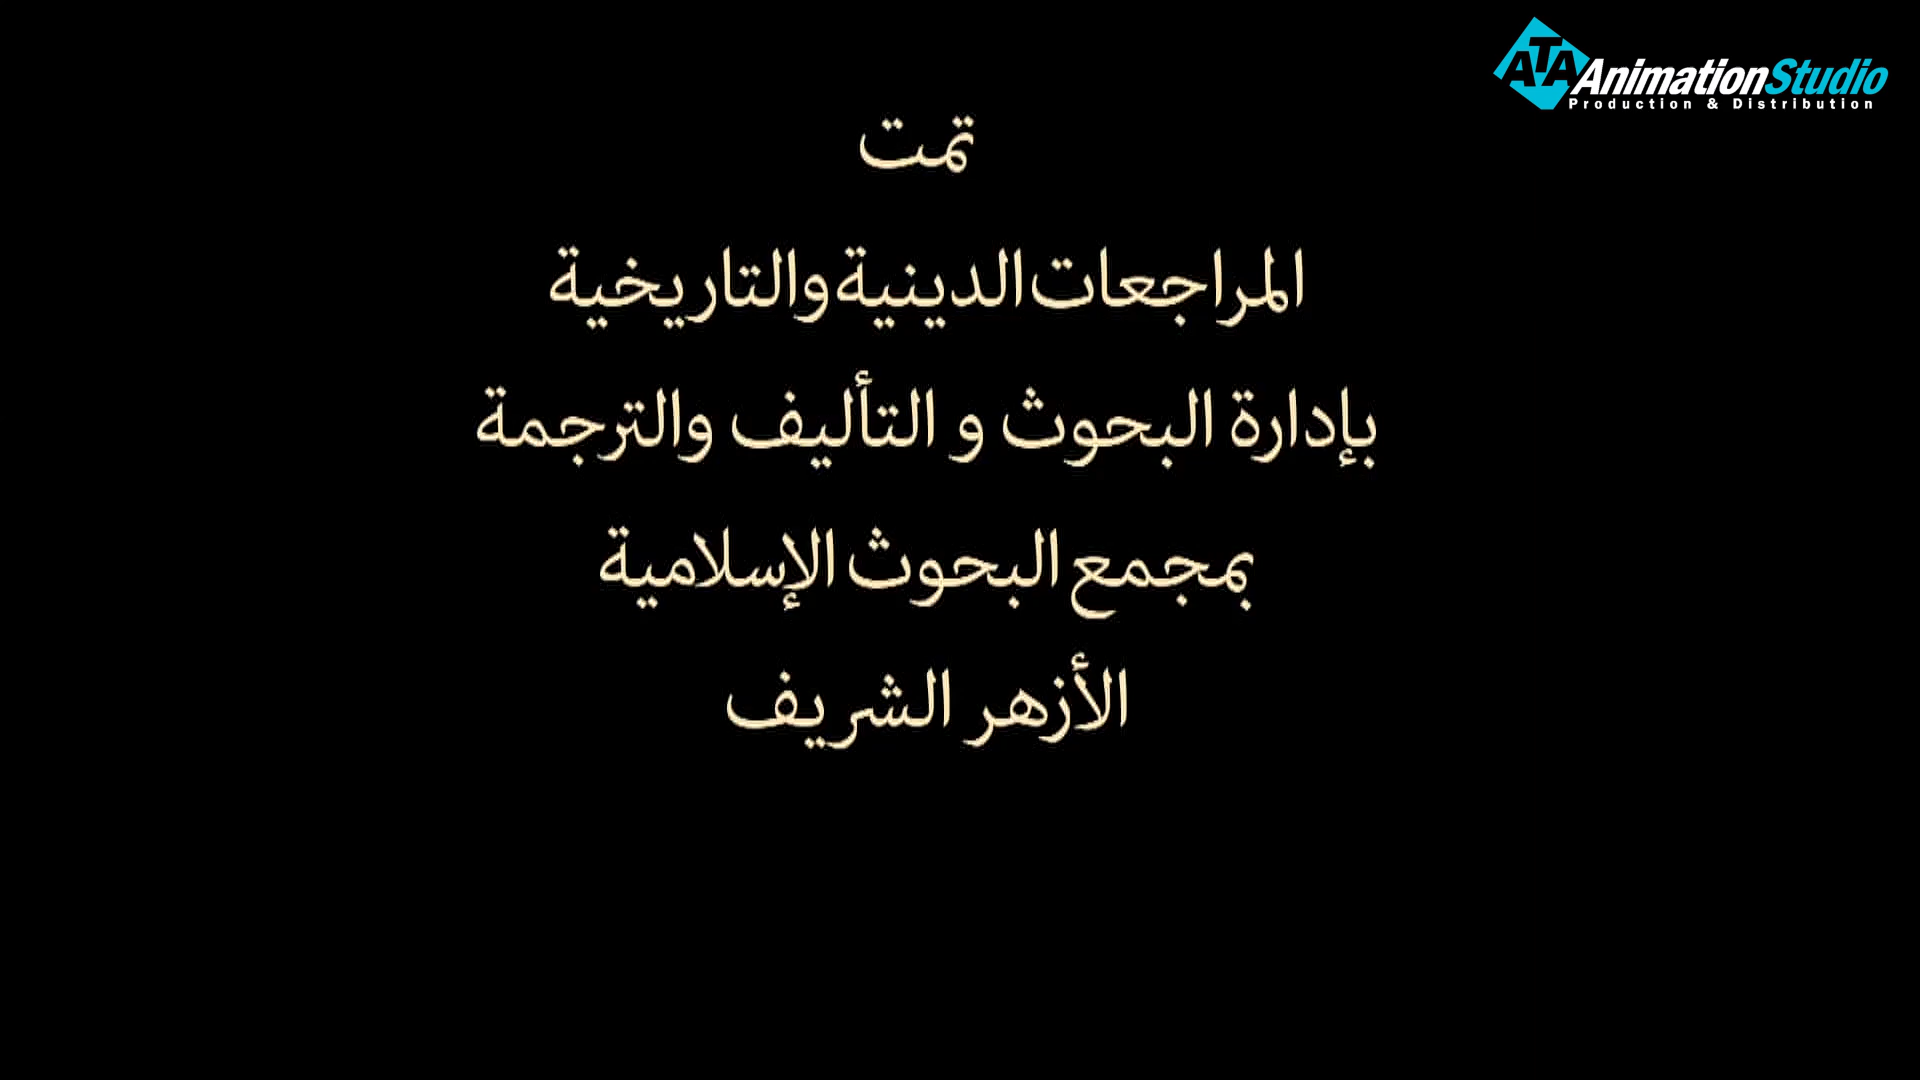 ATA AnimationStudio
Production & Distribution
تمت
المراجعات الدينية والتاريخية
بإدارة البحوث و التأليف والترجمة
بمجمع البحوث الإسلامية
الأزهر الشريف